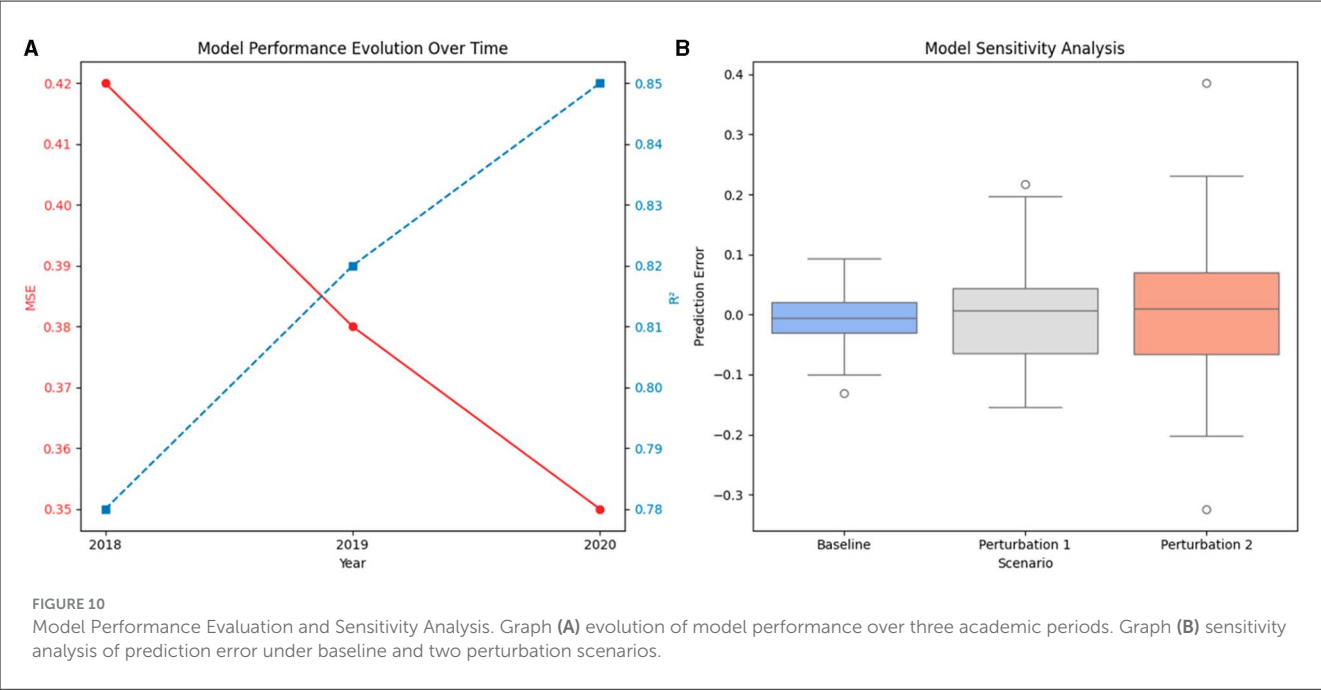 A
Model Performance Evolution Over Time
0.42
0.41
0.40
0.39
0.38
0.37
0.36
0.35
MSE
0.85
0.84
0.83
0.82
0.81
0.80
0.79
0.78
R²
2018
2019
2020
Year
B
Model Sensitivity Analysis
0.4
0.3
0.2
0.1
0.0
−0.1
−0.2
−0.3
Prediction Error
Baseline
Perturbation 1
Perturbation 2
Scenario
FIGURE 10
Model Performance Evaluation and Sensitivity Analysis. Graph (A) evolution of model performance over three academic periods. Graph (B) sensitivity
analysis of prediction error under baseline and two perturbation scenarios.